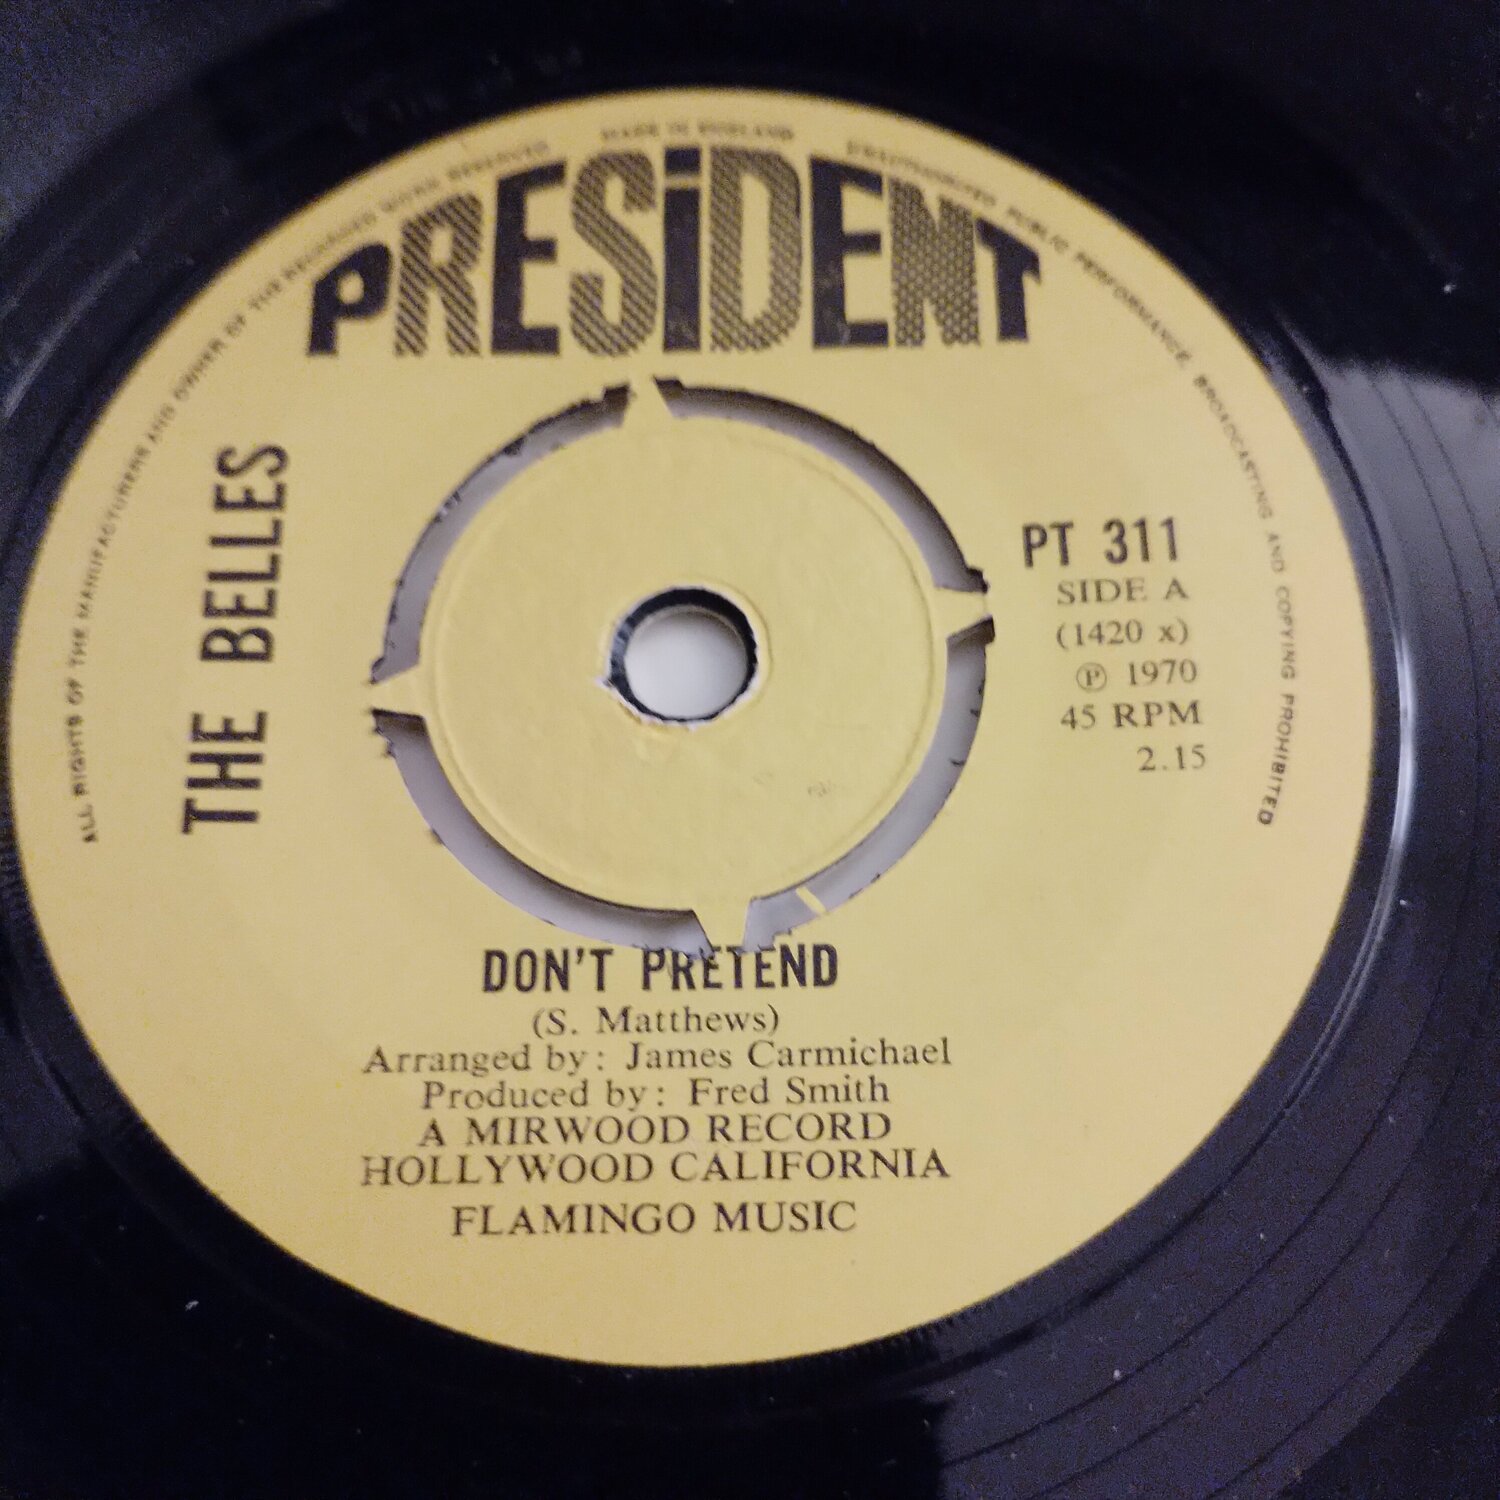 ALL RIGHTS OF THE MANUFACTURERS AND OWNER OF THE RECORDED WORK RESERVED
MADE IN ENGLAND
UNAUTHORISED PUBLIC PERFORMANCE, BROADCASTING AND COPYING PROHIBITED
PRESiDENT
THE BELLES
PT 311
SIDE A
(1420 x)
℗ 1970
45 RPM
2.15
DON'T PRETEND
(S. Matthews)
Arranged by: James Carmichael
Produced by: Fred Smith
A MIRWOOD RECORD
HOLLYWOOD CALIFORNIA
FLAMINGO MUSIC